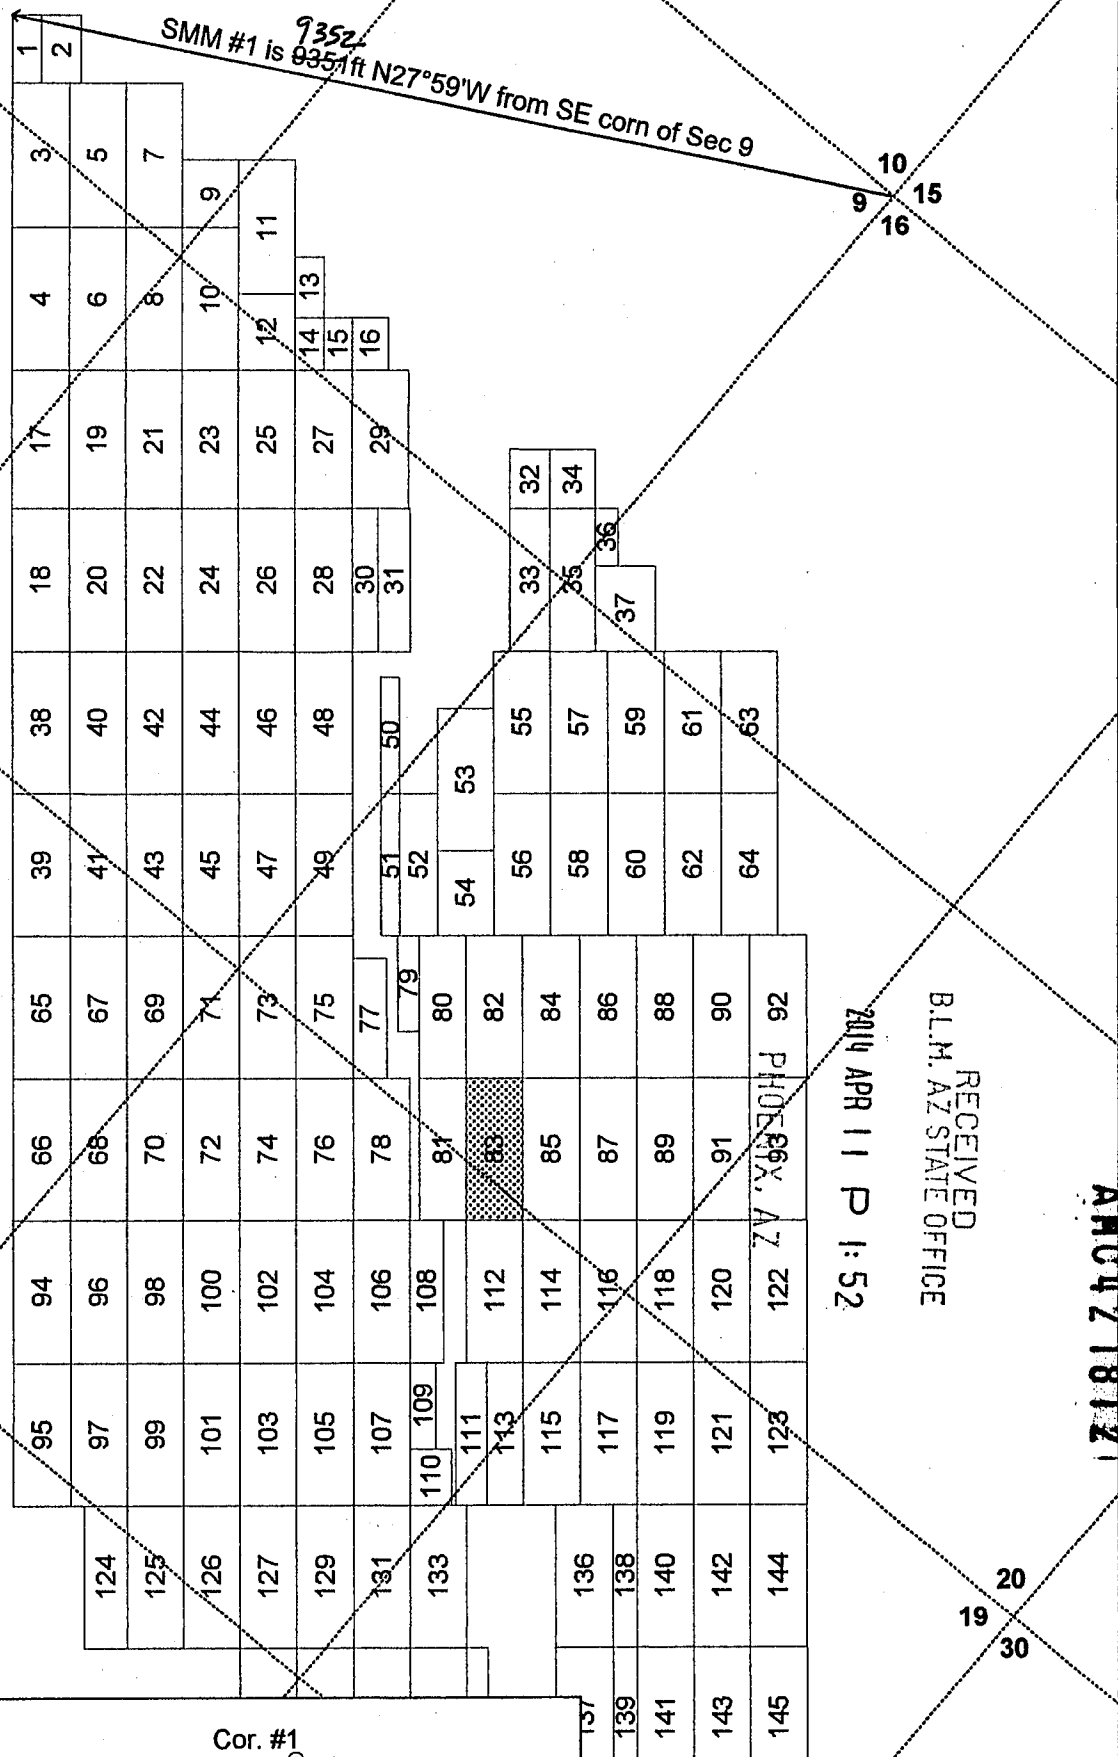 SMM #1 is 9351ft N27°59'W from SE corn of Sec 9
9352
10
9 15
16
1 2
3 5 7
9
11
4 6 8 10
12
13
14 15 16
17 19 21 23 25 27 29
18 20 22 24 26 28 30 31
32 34
33 35 36
37
38 40 42 44 46 48 50
39 41 43 45 47 49 51 52
53
54
55 57 59 61 63
56 58 60 62 64
65 67 69 71 73 75 77 79 80 82 84 86 88 90 92
66 68 70 72 74 76 78 81 83 85 87 89 91 93
94 96 98 100 102 104 106 108 112 114 116 118 120 122
95 97 99 101 103 105 107 109 111 113 115 117 119 121 123
110
124 125 126 127 129 131 133 136 138 140 142 144
137 139 141 143 145
RECEIVED
B.L.M. AZ STATE OFFICE
2014 APR 11 P 1:52
PHOENIX, AZ
20
19
30
Cor. #1